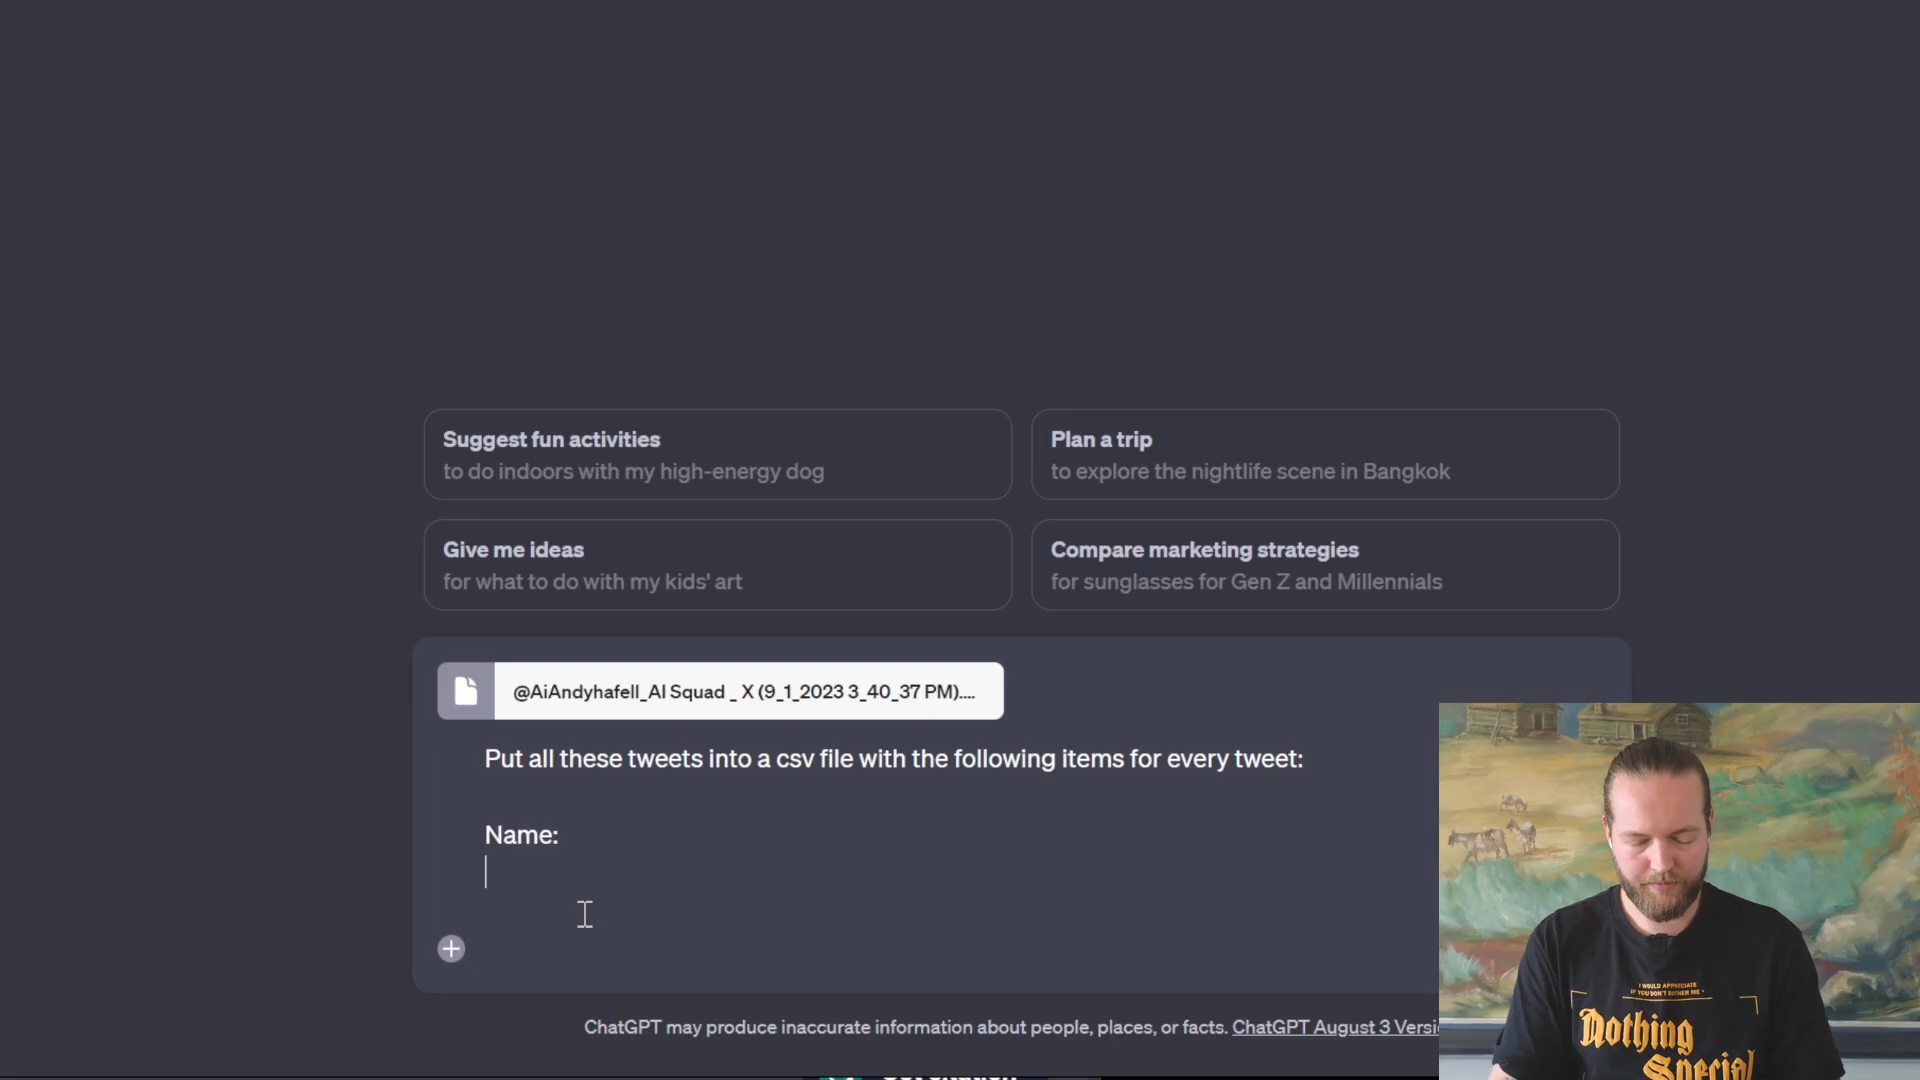 Suggest fun activities
to do indoors with my high-energy dog
Plan a trip
to explore the nightlife scene in Bangkok
Give me ideas
for what to do with my kids' art
Compare marketing strategies
for sunglasses for Gen Z and Millennials
@AiAndyhafell_AI Squad _ X (9_1_2023 3_40_37 PM)....
Put all these tweets into a csv file with the following items for every tweet:
Name:
ChatGPT may produce inaccurate information about people, places, or facts. ChatGPT August 3 Versi
I WOULD APPRECIATE
IF YOU DON'T BOTHER ME
Nothing
Special